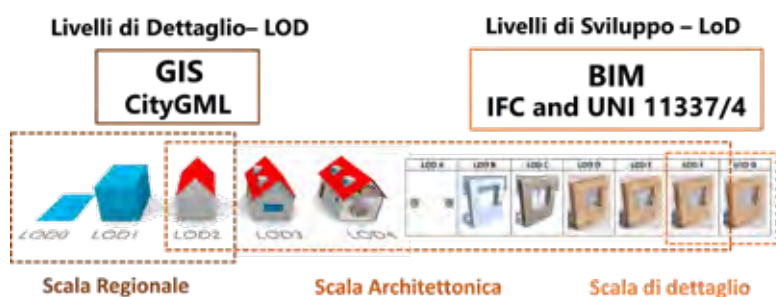 Livelli di Dettaglio– LOD
Livelli di Sviluppo – LoD
GIS
CityGML
BIM
IFC and UNI 11337/4
LOD A
LOD B
LOD C
LOD D
LOD E
LOD F
LOD G
LOD0
LOD1
LOD2
LOD3
LOD4
Scala Regionale
Scala Architettonica
Scala di dettaglio